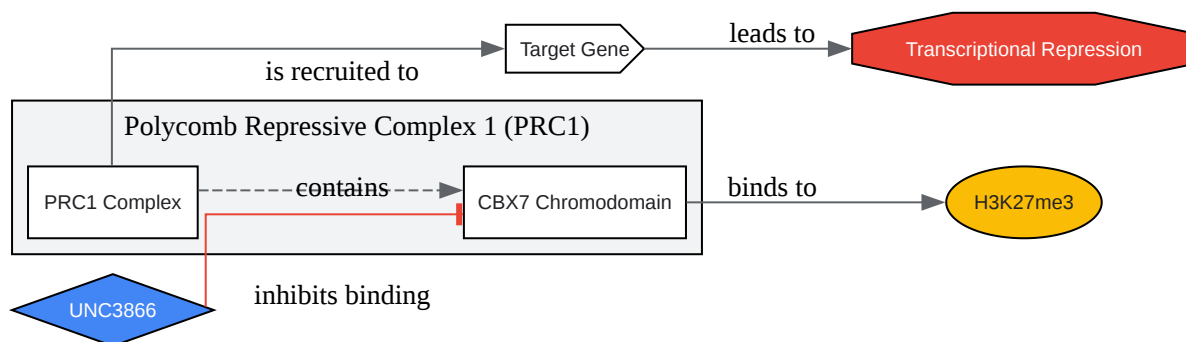 leads to
Target Gene
Transcriptional Repression
is recruited to
Polycomb Repressive Complex 1 (PRC1)
contains
binds to
PRC1 Complex
CBX7 Chromodomain
H3K27me3
inhibits binding
UNC3866